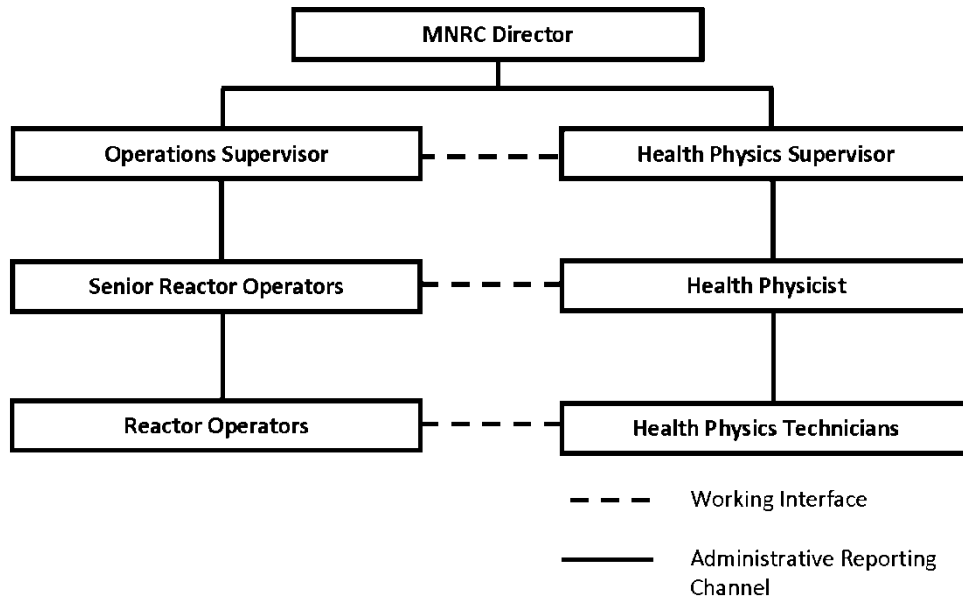 MNRC Director
Operations Supervisor
Health Physics Supervisor
Senior Reactor Operators
Health Physicist
Reactor Operators
Health Physics Technicians
Working Interface
Administrative Reporting
Channel